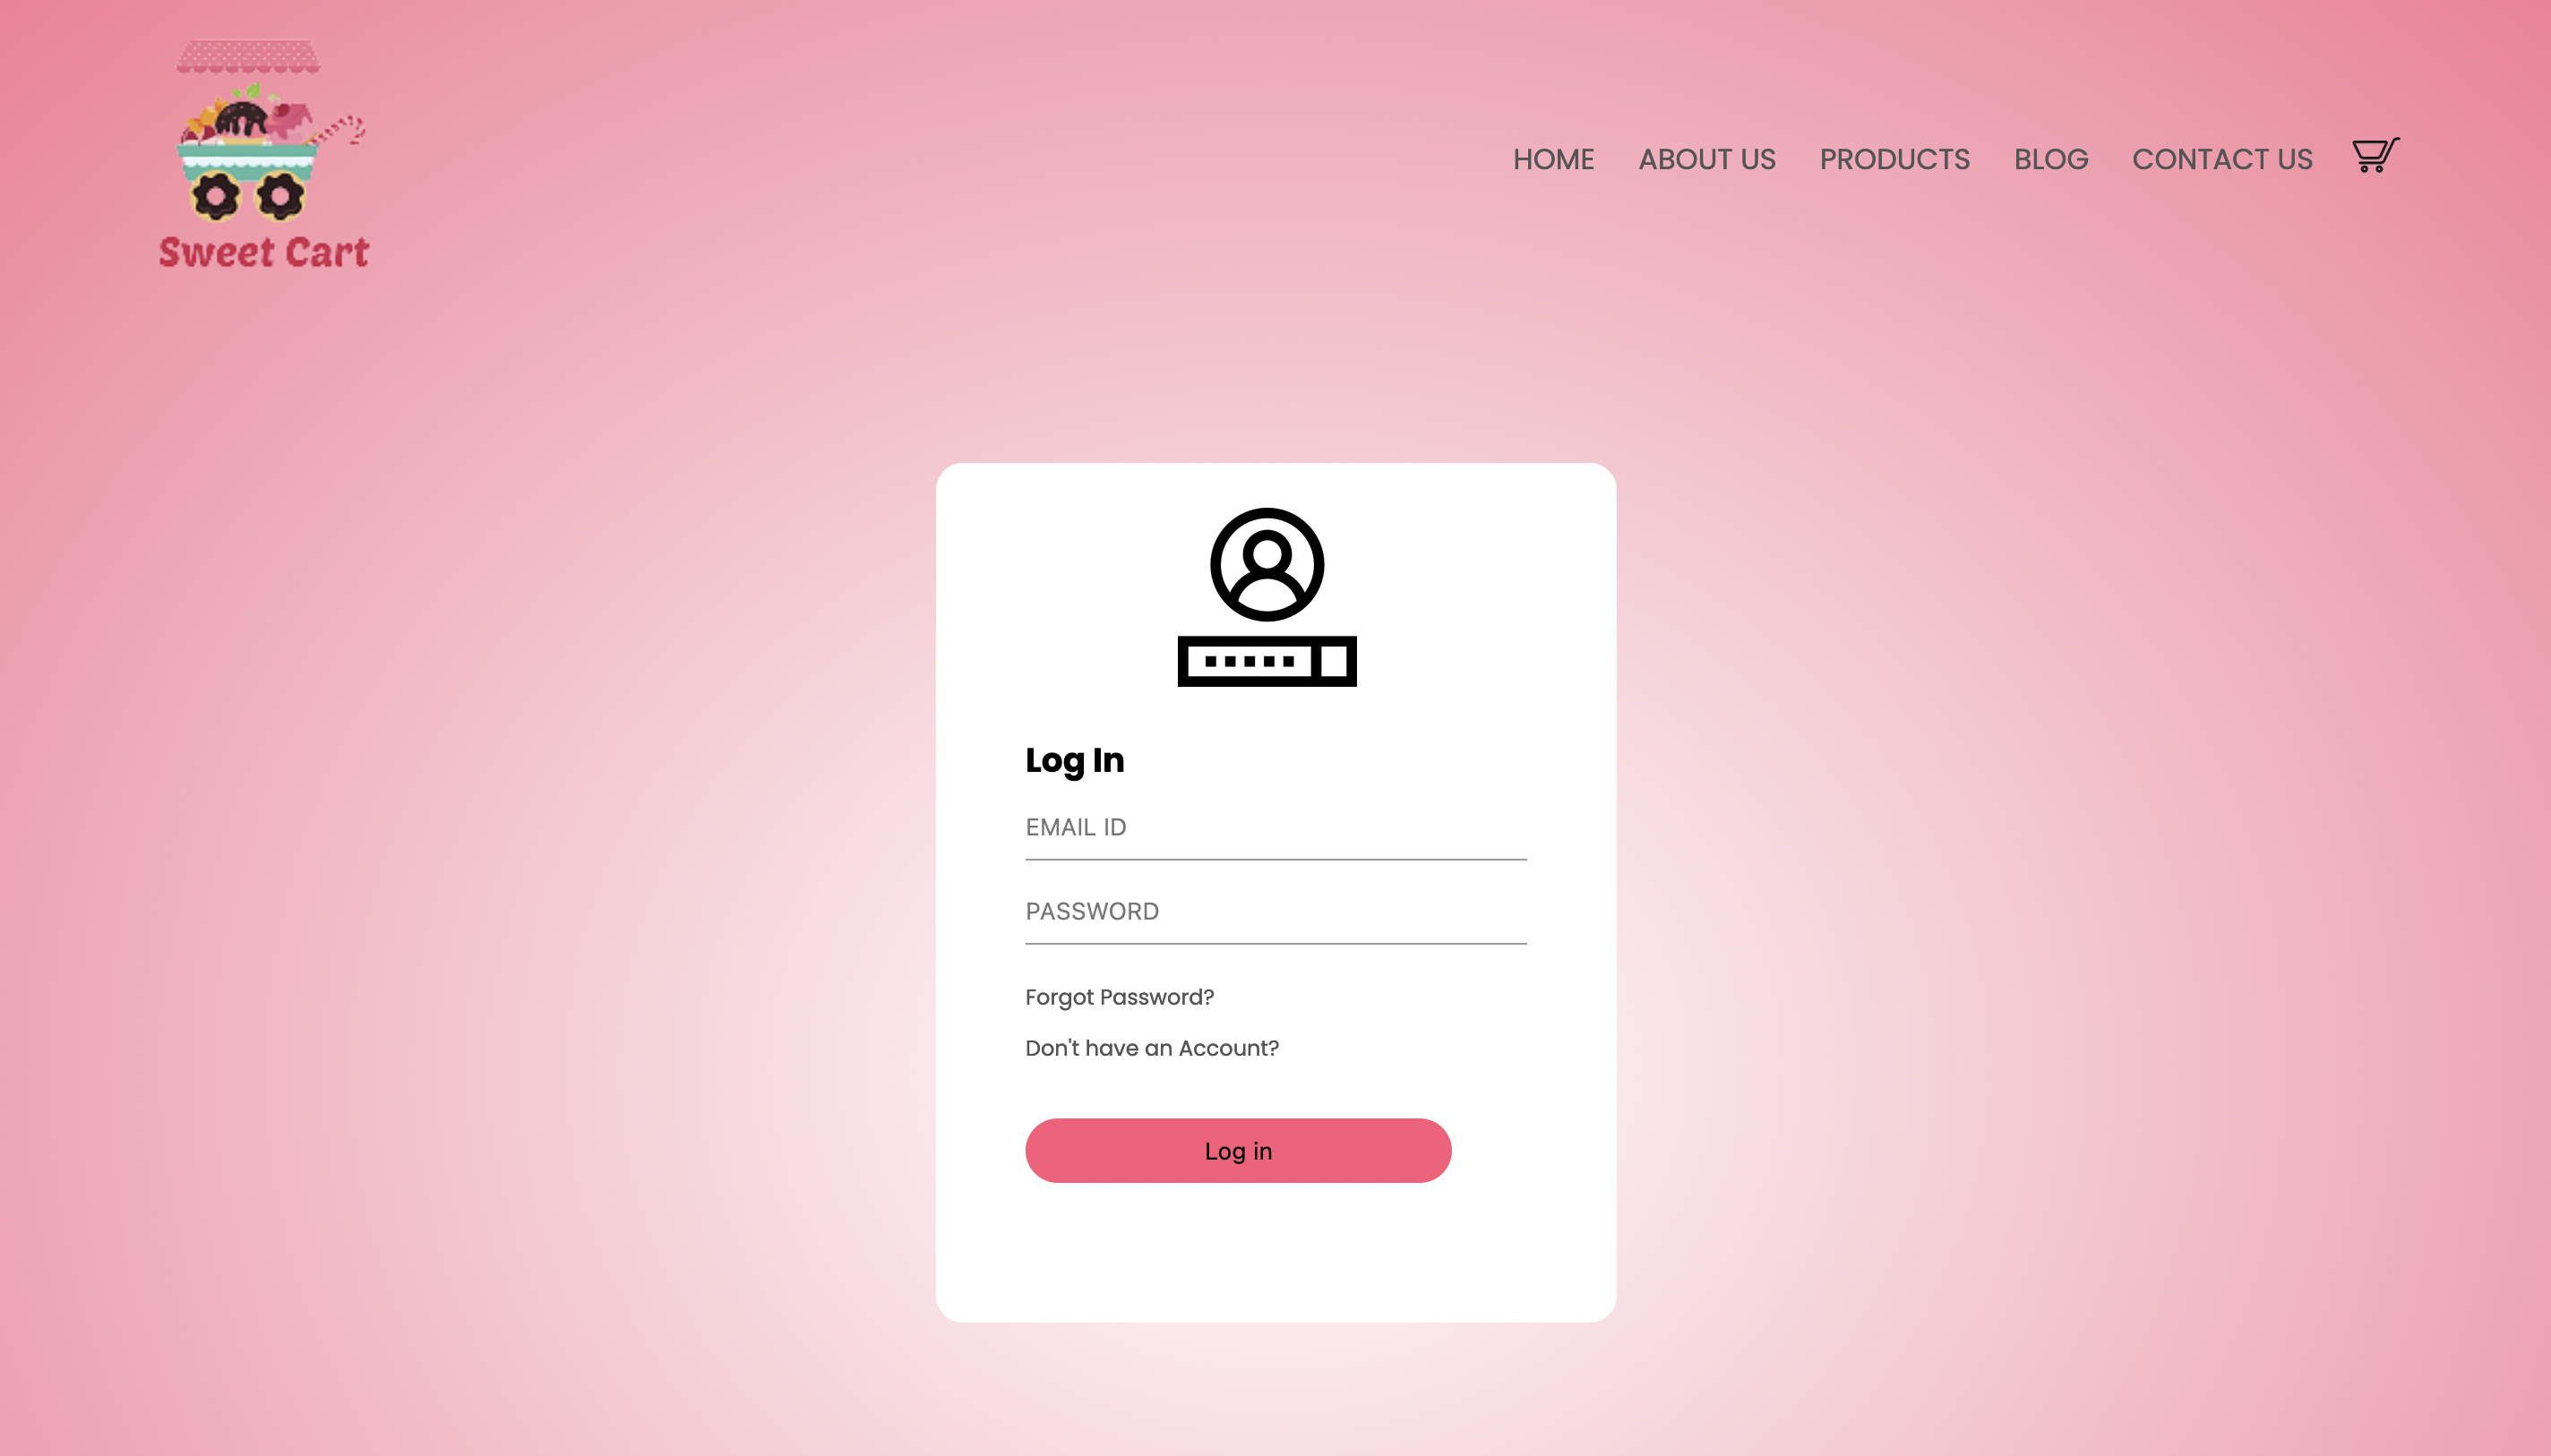 Sweet Cart
HOME ABOUT US PRODUCTS BLOG CONTACT US
Log In
EMAIL ID
PASSWORD
Forgot Password?
Don't have an Account?
Log in